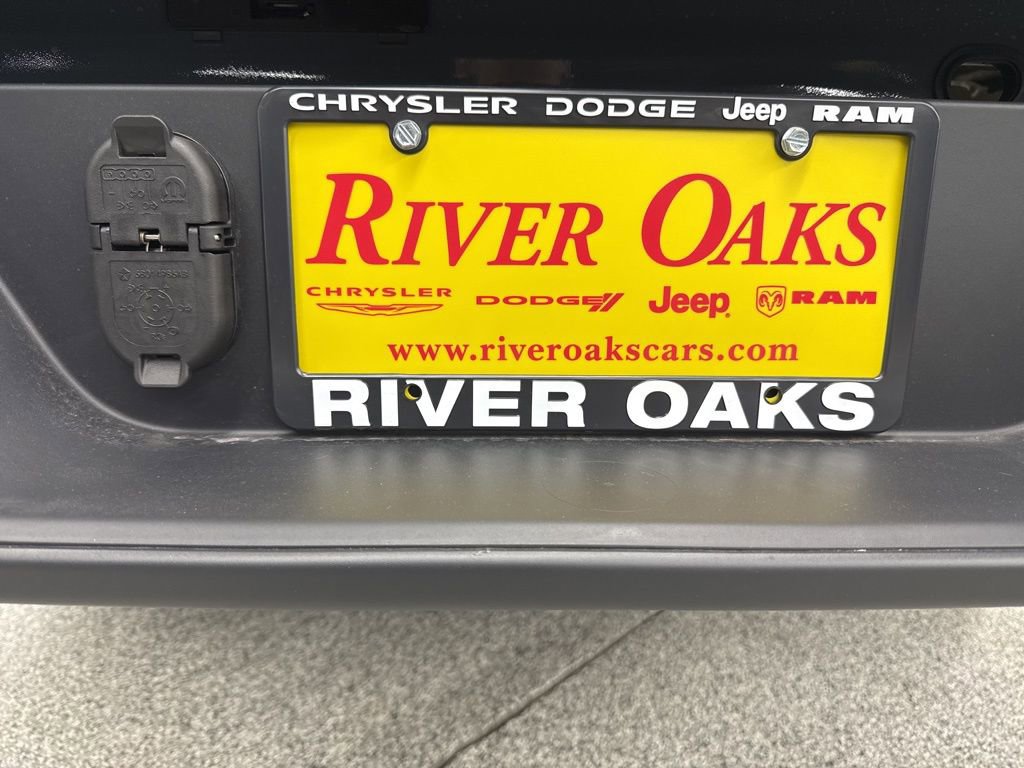 CHRYSLER DODGE Jeep RAM
RIVER OAKS
CHRYSLER DODGE Jeep RAM
www.riveroakscars.com
RIVER OAKS